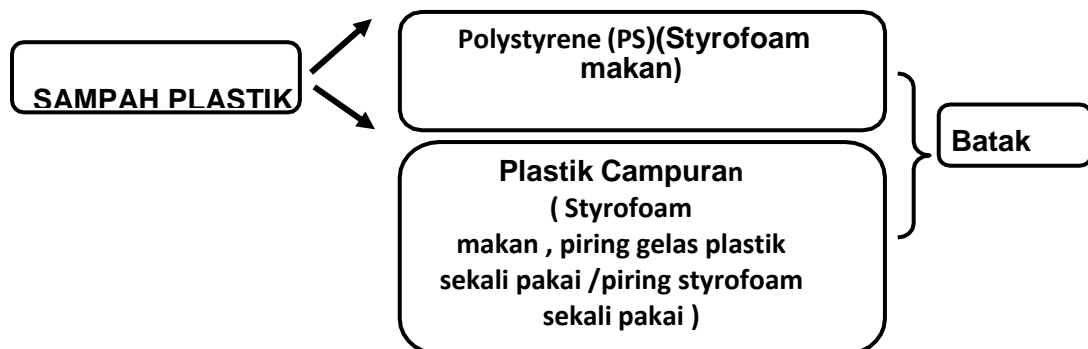 SAMPAH PLASTIK
Polystyrene (PS)(Styrofoam
makan)
Plastik Campuran
( Styrofoam
makan , piring gelas plastik
sekali pakai /piring styrofoam
sekali pakai )
Batak